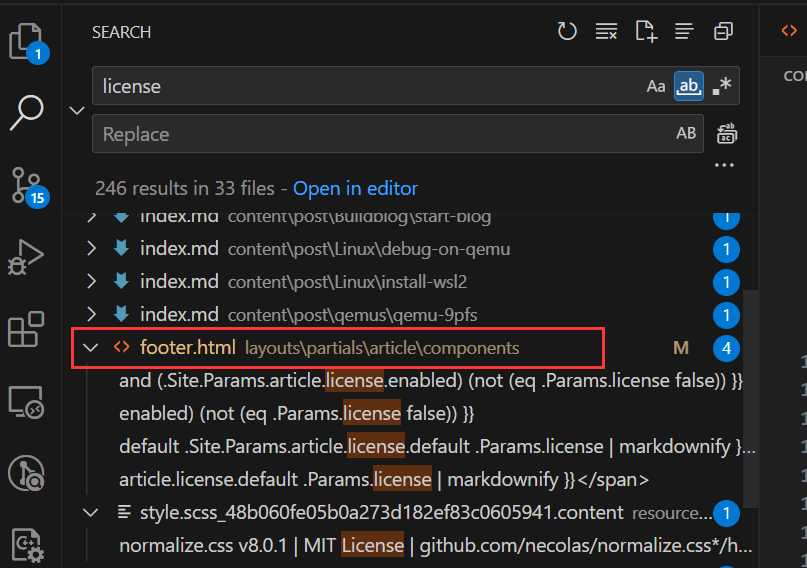 SEARCH
1
license
Aa
ab
.*
Replace
AB
ab
ac
15
246 results in 33 files - Open in editor
index.md content\post\Buildblog\start-blog 1
index.md content\post\Linux\debug-on-qemu 1
index.md content\post\Linux\install-wsl2 1
index.md content\post\qemus\qemu-9pfs 1
footer.html layouts\partials\article\components M 4
and (.Site.Params.article.license.enabled) (not (eq .Params.license false)) }}
enabled) (not (eq .Params.license false)) }}
default .Site.Params.article.license.default .Params.license | markdownify }...
article.license.default .Params.license | markdownify }}</span>
style.scss_48b060fe05b0a273d182ef83c0605941.content resource... 1
normalize.css v8.0.1 | MIT License | github.com/necolas/normalize.css*/h...
<>
CO